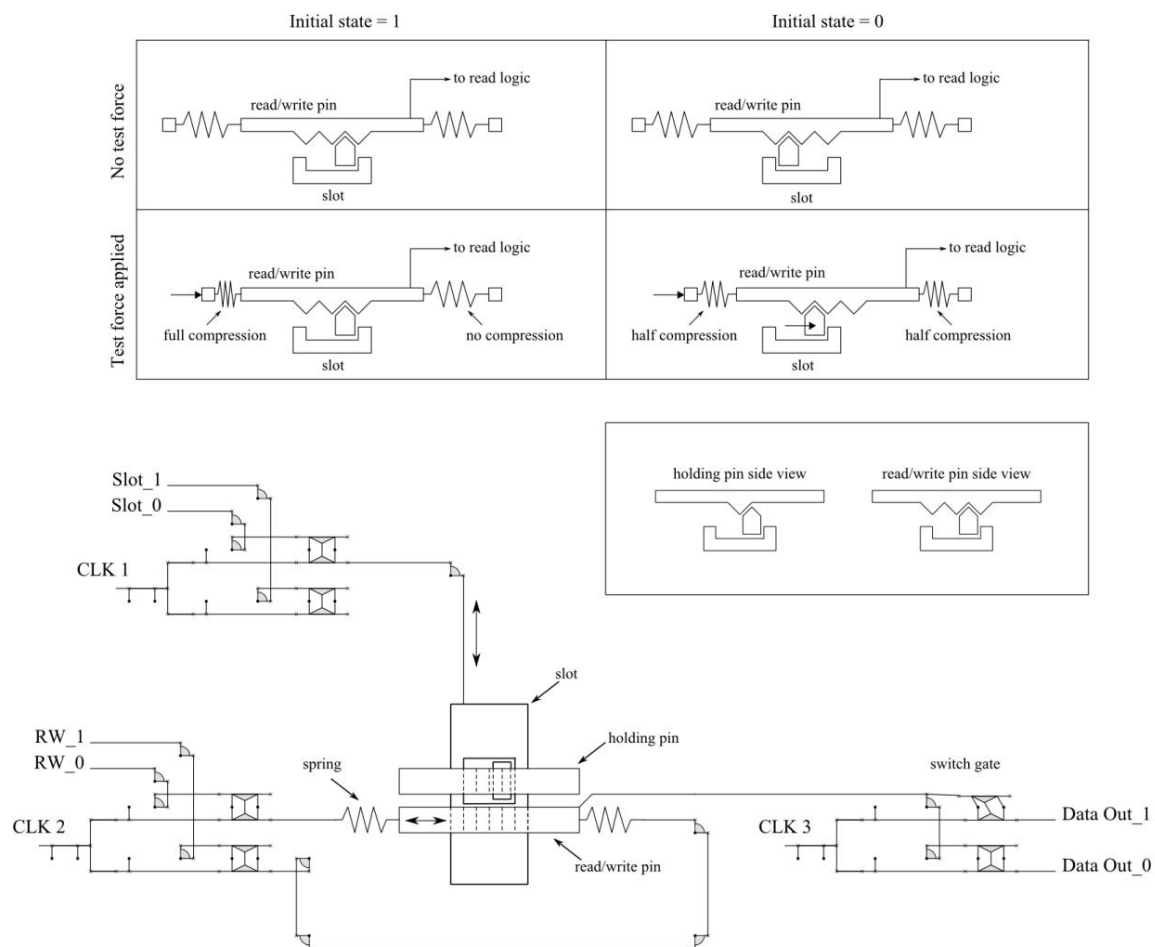 Initial state = 1
Initial state = 0
No test force
to read logic
read/write pin
slot
to read logic
read/write pin
slot
Test force applied
to read logic
read/write pin
full compression
no compression
slot
to read logic
read/write pin
half compression
half compression
slot
holding pin side view
read/write pin side view
Slot_1
Slot_0
CLK 1
slot
RW_1
RW_0
holding pin
spring
switch gate
CLK 2
CLK 3
Data Out_1
read/write pin
Data Out_0